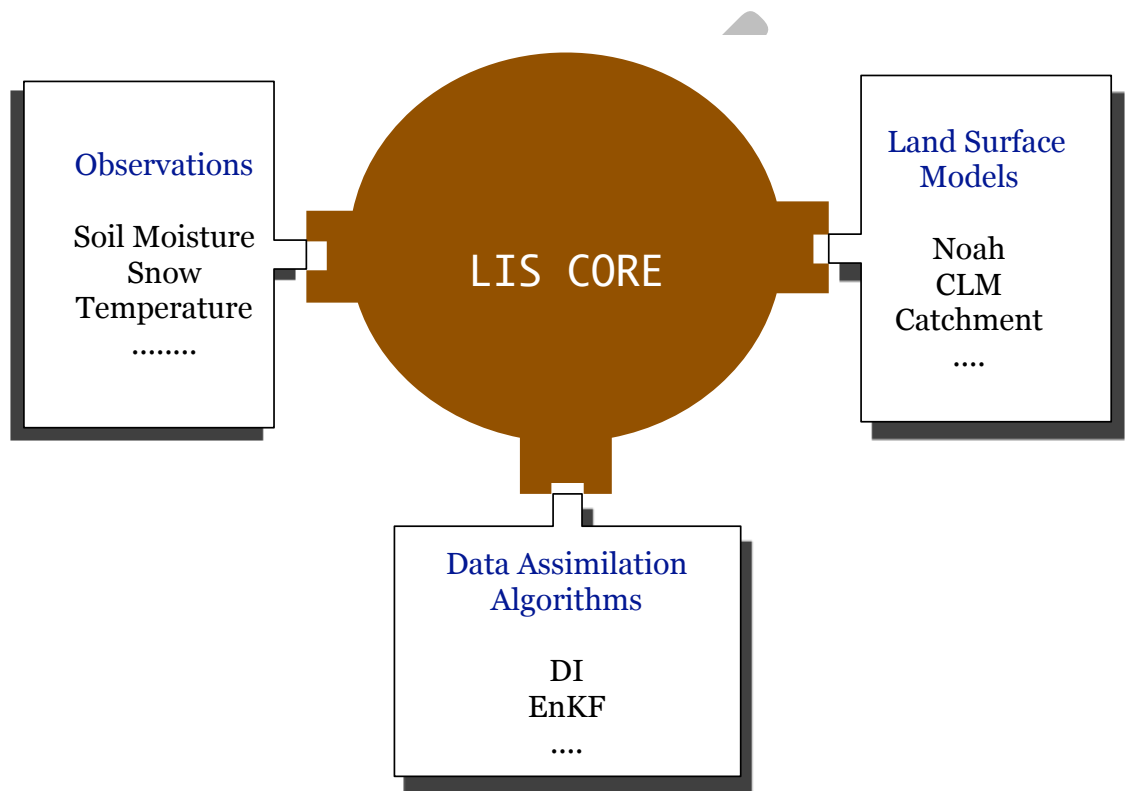 Observations
Soil Moisture
Snow
Temperature
........
LIS CORE
Land Surface
Models
Noah
CLM
Catchment
....
Data Assimilation
Algorithms
DI
EnKF
....